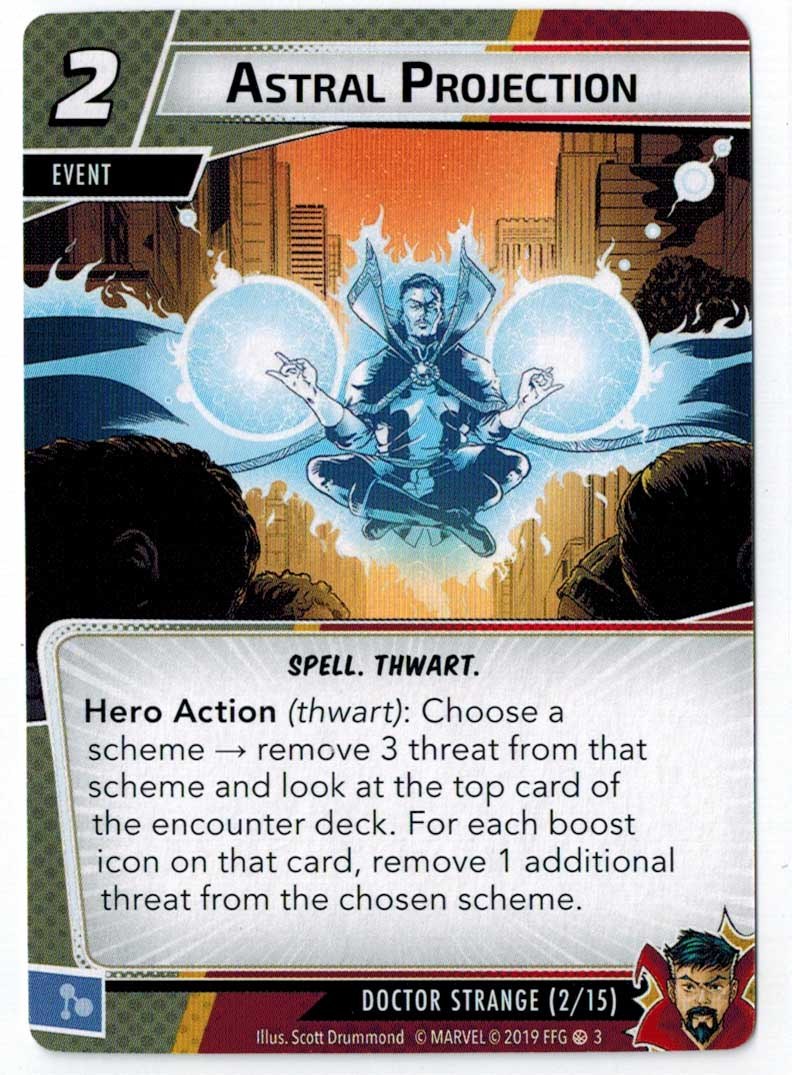 2
ASTRAL PROJECTION
EVENT
SPELL. THWART.
Hero Action (thwart): Choose a
scheme → remove 3 threat from that
scheme and look at the top card of
the encounter deck. For each boost
icon on that card, remove 1 additional
threat from the chosen scheme.
DOCTOR STRANGE (2/15)
Illus. Scott Drummond © MARVEL © 2019 FFG 3